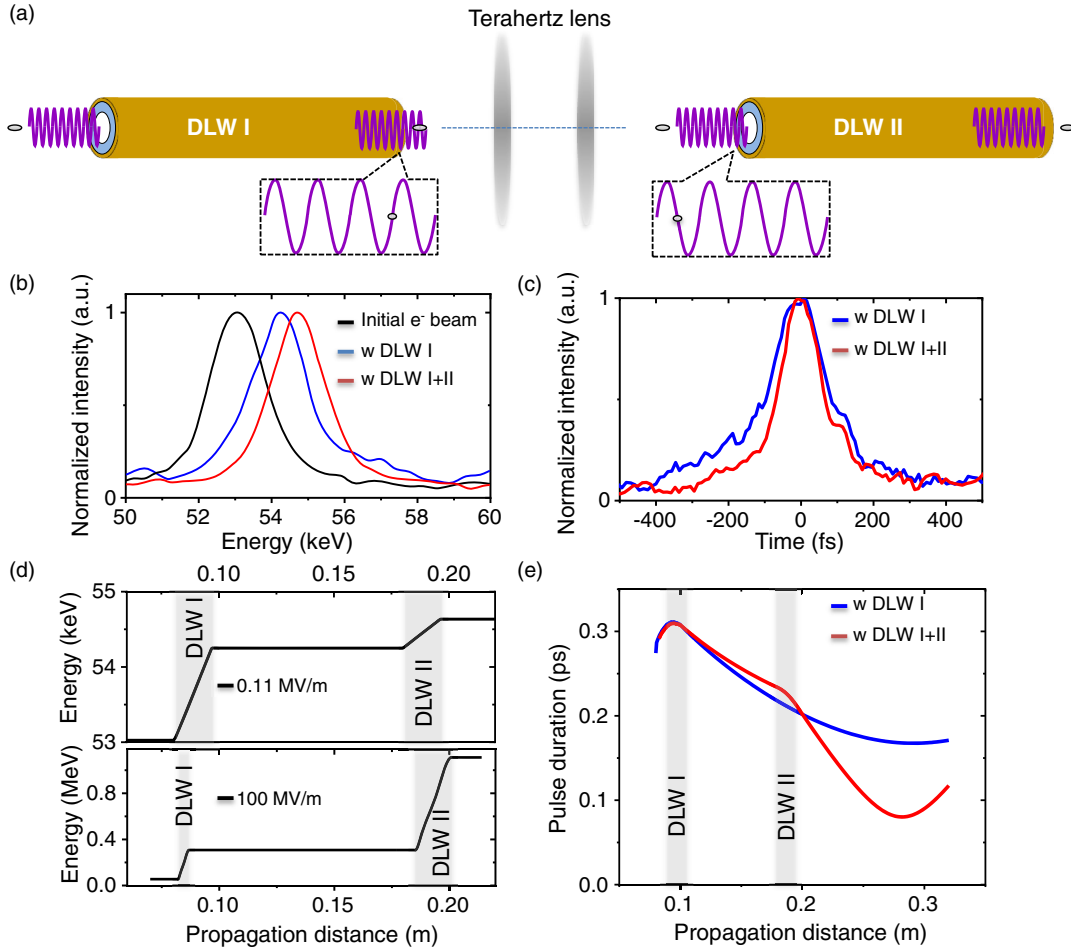 (a)
Terahertz lens
DLW I
DLW II
(b)
Normalized intensity (a.u.)
1
0
50 52 54 56 58 60
Energy (keV)
Initial e- beam
w DLW I
w DLW I+II
(c)
Normalized intensity (a.u.)
1
0
-400 -200 0 200 400
Time (fs)
w DLW I
w DLW I+II
(d)
0.10 0.15 0.20
Energy (keV)
55
54
53
DLW I
DLW II
0.11 MV/m
Energy (MeV)
0.8
0.4
0.0
DLW I
DLW II
100 MV/m
0.10 0.15 0.20
Propagation distance (m)
(e)
Pulse duration (ps)
0.3
0.2
0.1
0.0
DLW I
DLW II
w DLW I
w DLW I+II
0.1 0.2 0.3
Propagation distance (m)